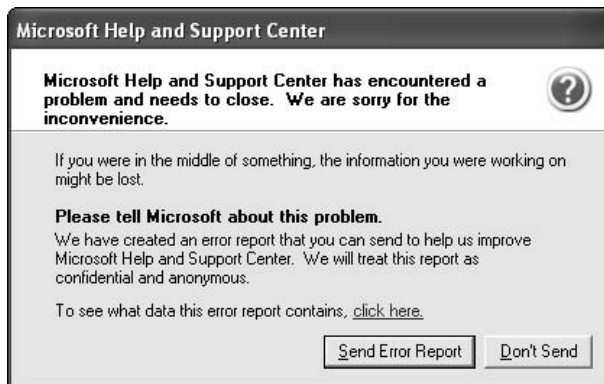 Microsoft Help and Support Center
Microsoft Help and Support Center has encountered a
problem and needs to close.  We are sorry for the
inconvenience.
If you were in the middle of something, the information you were working on
might be lost.
Please tell Microsoft about this problem.
We have created an error report that you can send to help us improve
Microsoft Help and Support Center.  We will treat this report as
confidential and anonymous.
To see what data this error report contains, click here.
Send Error Report Don't Send